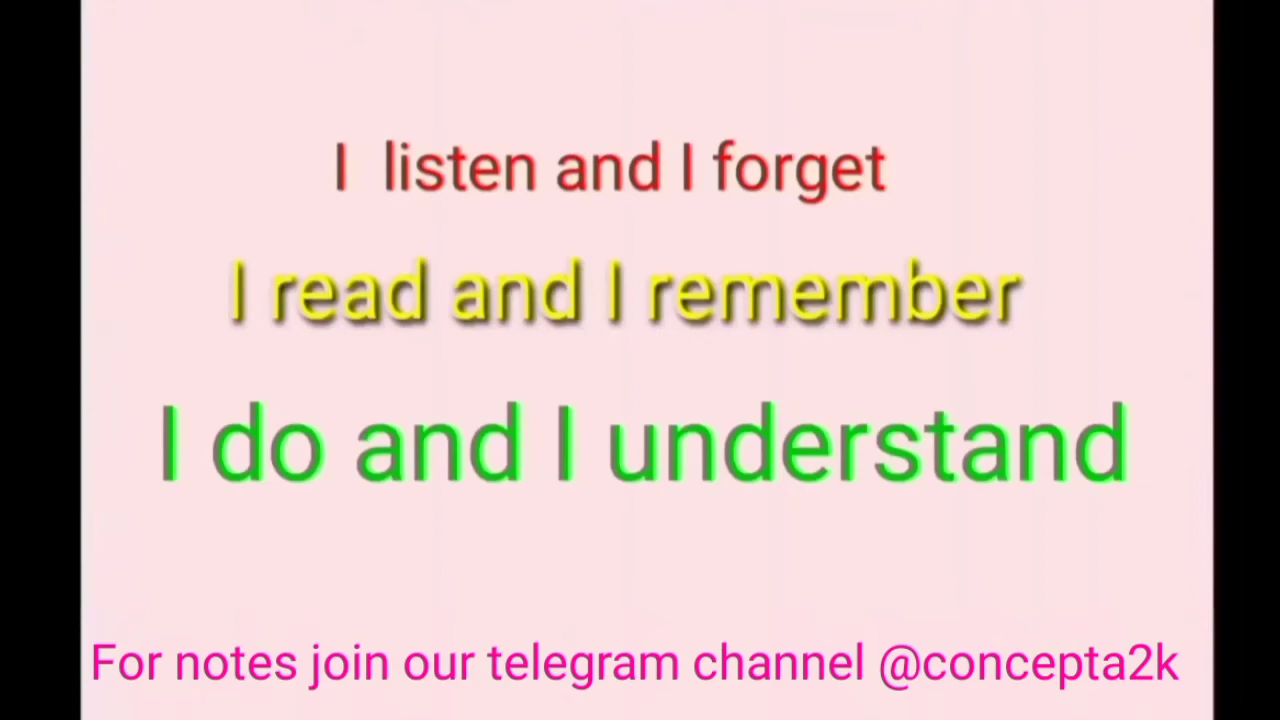 I listen and I forget
I read and I remember
I do and I understand
For notes join our telegram channel @concepta2k